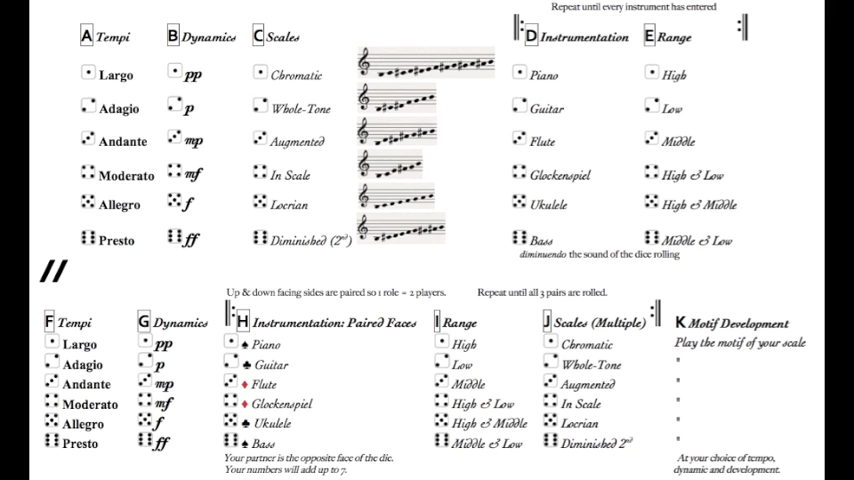 Repeat until every instrument has entered
A Tempi B Dynamics C Scales D Instrumentation E Range
Largo pp Chromatic Piano High
Adagio p Whole-Tone Guitar Low
Andante mp Augmented Flute Middle
Moderato mf In Scale Glockenspiel High & Low
Allegro f Locrian Ukulele High & Middle
Presto ff Diminished (2nd) Bass Middle & Low
diminuendo the sound of the dice rolling
//
Up & down facing sides are paired so 1 role = 2 players. Repeat until all 3 pairs are rolled.
F Tempi G Dynamics H Instrumentation: Paired Faces I Range J Scales (Multiple) K Motif Development
Largo pp ♠ Piano High Chromatic Play the motif of your scale
Adagio p ♣ Guitar Low Whole-Tone "
Andante mp ♦ Flute Middle Augmented "
Moderato mf ♦ Glockenspiel High & Low In Scale "
Allegro f ♣ Ukulele High & Middle Locrian "
Presto ff ♠ Bass Middle & Low Diminished 2nd "
Your partner is the opposite face of the die. At your choice of tempo,
Your numbers will add up to 7. dynamic and development.